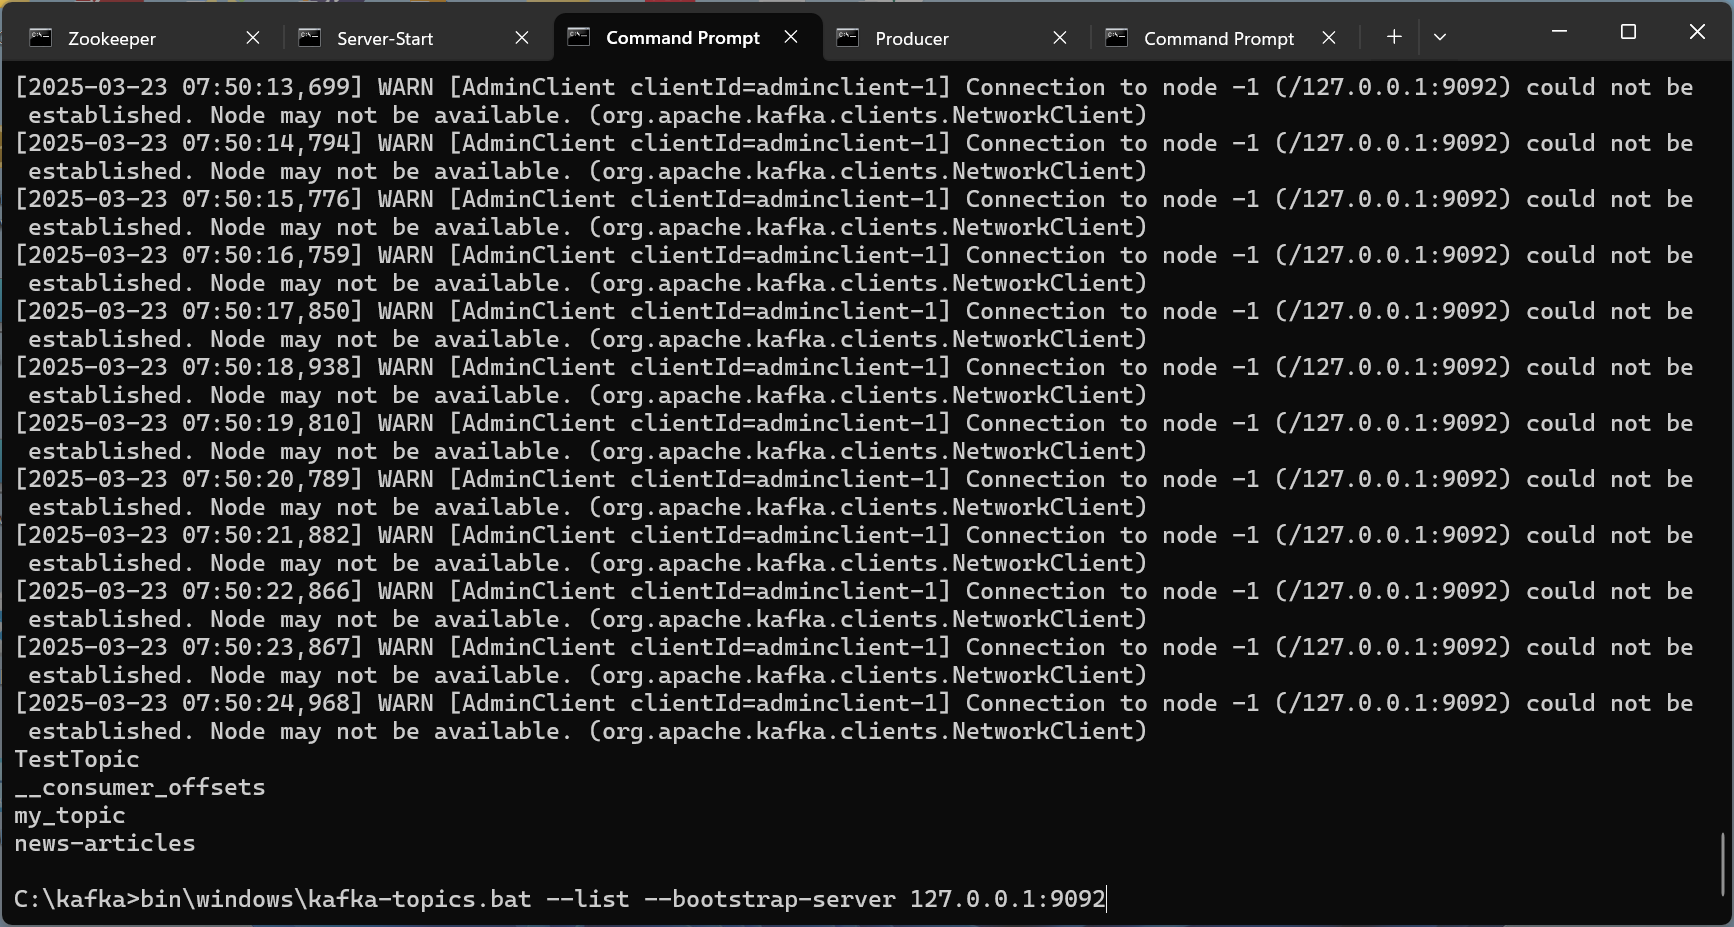 Zookeeper
Server-Start
Command Prompt
Producer
Command Prompt
[2025-03-23 07:50:13,699] WARN [AdminClient clientId=adminclient-1] Connection to node -1 (/127.0.0.1:9092) could not be
established. Node may not be available. (org.apache.kafka.clients.NetworkClient)
[2025-03-23 07:50:14,794] WARN [AdminClient clientId=adminclient-1] Connection to node -1 (/127.0.0.1:9092) could not be
established. Node may not be available. (org.apache.kafka.clients.NetworkClient)
[2025-03-23 07:50:15,776] WARN [AdminClient clientId=adminclient-1] Connection to node -1 (/127.0.0.1:9092) could not be
established. Node may not be available. (org.apache.kafka.clients.NetworkClient)
[2025-03-23 07:50:16,759] WARN [AdminClient clientId=adminclient-1] Connection to node -1 (/127.0.0.1:9092) could not be
established. Node may not be available. (org.apache.kafka.clients.NetworkClient)
[2025-03-23 07:50:17,850] WARN [AdminClient clientId=adminclient-1] Connection to node -1 (/127.0.0.1:9092) could not be
established. Node may not be available. (org.apache.kafka.clients.NetworkClient)
[2025-03-23 07:50:18,938] WARN [AdminClient clientId=adminclient-1] Connection to node -1 (/127.0.0.1:9092) could not be
established. Node may not be available. (org.apache.kafka.clients.NetworkClient)
[2025-03-23 07:50:19,810] WARN [AdminClient clientId=adminclient-1] Connection to node -1 (/127.0.0.1:9092) could not be
established. Node may not be available. (org.apache.kafka.clients.NetworkClient)
[2025-03-23 07:50:20,789] WARN [AdminClient clientId=adminclient-1] Connection to node -1 (/127.0.0.1:9092) could not be
established. Node may not be available. (org.apache.kafka.clients.NetworkClient)
[2025-03-23 07:50:21,882] WARN [AdminClient clientId=adminclient-1] Connection to node -1 (/127.0.0.1:9092) could not be
established. Node may not be available. (org.apache.kafka.clients.NetworkClient)
[2025-03-23 07:50:22,866] WARN [AdminClient clientId=adminclient-1] Connection to node -1 (/127.0.0.1:9092) could not be
established. Node may not be available. (org.apache.kafka.clients.NetworkClient)
[2025-03-23 07:50:23,867] WARN [AdminClient clientId=adminclient-1] Connection to node -1 (/127.0.0.1:9092) could not be
established. Node may not be available. (org.apache.kafka.clients.NetworkClient)
[2025-03-23 07:50:24,968] WARN [AdminClient clientId=adminclient-1] Connection to node -1 (/127.0.0.1:9092) could not be
established. Node may not be available. (org.apache.kafka.clients.NetworkClient)
TestTopic
__consumer_offsets
my_topic
news-articles
C:\kafka>bin\windows\kafka-topics.bat --list --bootstrap-server 127.0.0.1:9092